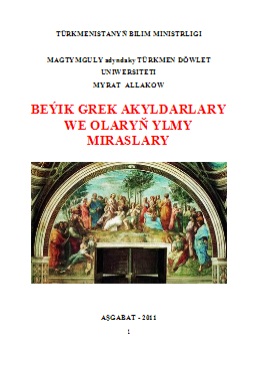 TÜRKMENISTANYŇ BILIM MINISTRLIGI
MAGTYMGULY adyndaky TÜRKMEN DÖWLET
UNIWERSITETI
MYRAT ALLAKOW
BEÝIK GREK AKYLDARLARY
WE OLARYŇ YLMY
MIRASLARY
AŞGABAT - 2011
1